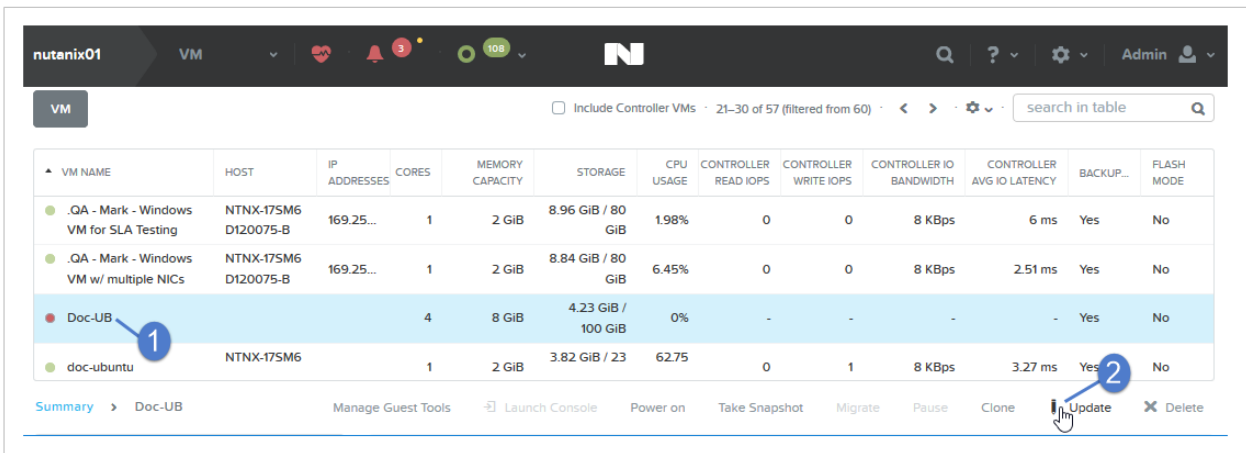 nutanix01 VM 3 108 N ? Admin
VM Include Controller VMs · 21–30 of 57 (filtered from 60) · < > · · search in table
VM NAME HOST IP ADDRESSES CORES MEMORY CAPACITY STORAGE CPU USAGE CONTROLLER READ IOPS CONTROLLER WRITE IOPS CONTROLLER IO BANDWIDTH CONTROLLER AVG IO LATENCY BACKUP... FLASH MODE
.QA - Mark - Windows VM for SLA Testing NTNX-17SM6 D120075-B 169.25... 1 2 GiB 8.96 GiB / 80 GiB 1.98% 0 0 8 KBps 6 ms Yes No
.QA - Mark - Windows VM w/ multiple NICs NTNX-17SM6 D120075-B 169.25... 1 2 GiB 8.84 GiB / 80 GiB 6.45% 0 0 8 KBps 2.51 ms Yes No
Doc-UB 4 8 GiB 4.23 GiB / 100 GiB 0% - - - - Yes No
1
doc-ubuntu NTNX-17SM6 1 2 GiB 3.82 GiB / 23 62.75 0 1 8 KBps 3.27 ms Yes No
2
Summary > Doc-UB Manage Guest Tools Launch Console Power on Take Snapshot Migrate Pause Clone Update Delete